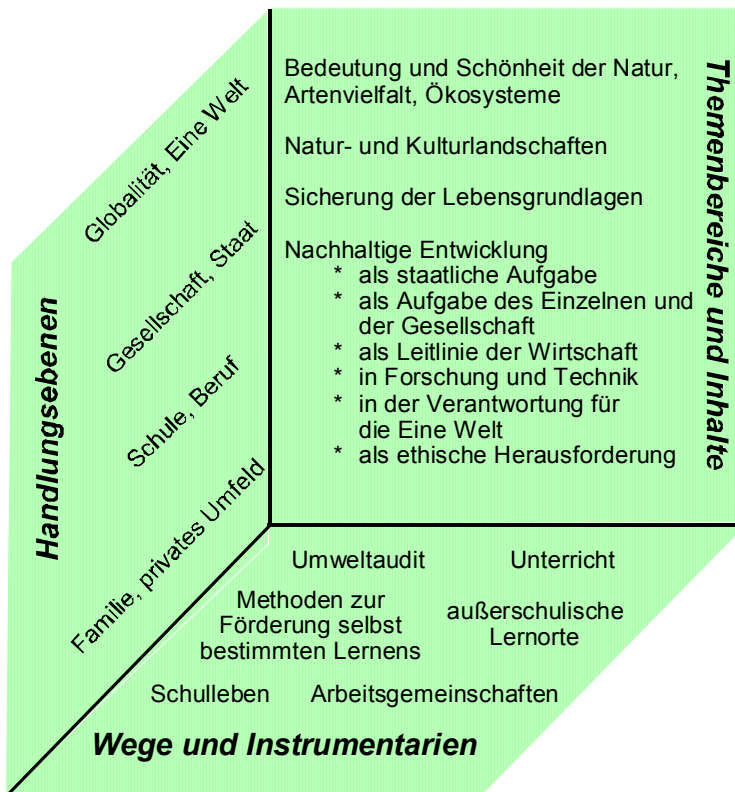 Handlungsebenen
Globalität, Eine Welt
Gesellschaft, Staat
Schule, Beruf
Familie, privates Umfeld
Themenbereiche und Inhalte
Bedeutung und Schönheit der Natur,
Artenvielfalt, Ökosysteme
Natur- und Kulturlandschaften
Sicherung der Lebensgrundlagen
Nachhaltige Entwicklung
* als staatliche Aufgabe
* als Aufgabe des Einzelnen und
der Gesellschaft
* als Leitlinie der Wirtschaft
* in Forschung und Technik
* in der Verantwortung für
die Eine Welt
* als ethische Herausforderung
Umweltaudit
Unterricht
Methoden zur
Förderung selbst
bestimmten Lernens
außerschulische
Lernorte
Schulleben
Arbeitsgemeinschaften
Wege und Instrumentarien